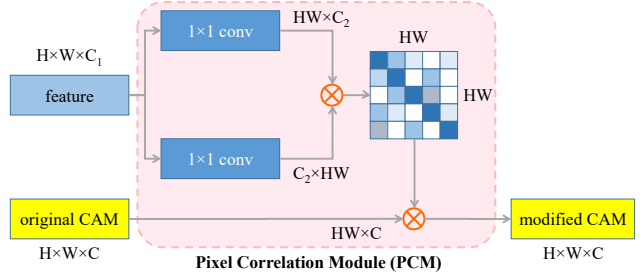 H×W×C₁
feature
1×1 conv
HW×C₂
HW
HW
1×1 conv
C₂×HW
original CAM
H×W×C
HW×C
modified CAM
H×W×C
Pixel Correlation Module (PCM)